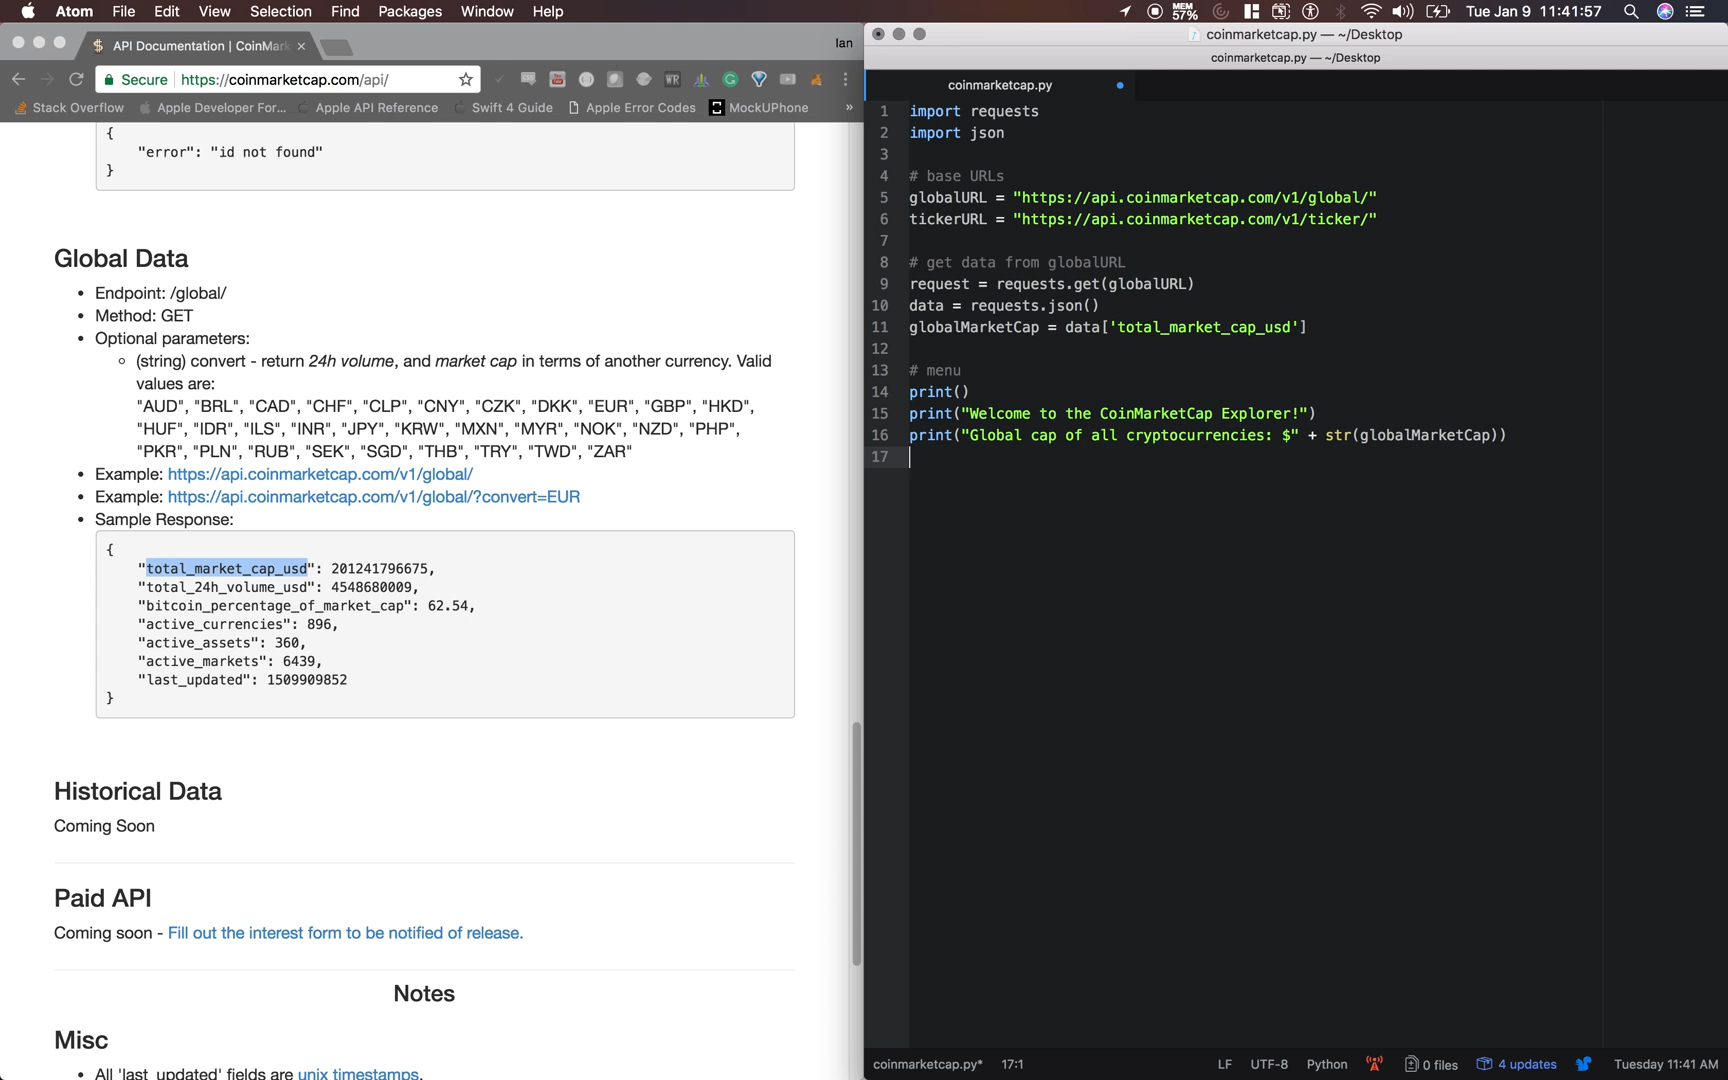 Atom File Edit View Selection Find Packages Window Help MEM 57% Tue Jan 9 11:41:57
$ API Documentation | CoinMark × Ian
Secure https://coinmarketcap.com/api/ WR
Stack Overflow Apple Developer For... Apple API Reference Swift 4 Guide Apple Error Codes MockUPhone »
{
"error": "id not found"
}
Global Data
• Endpoint: /global/
• Method: GET
• Optional parameters:
(string) convert - return 24h volume, and market cap in terms of another currency. Valid
values are:
"AUD", "BRL", "CAD", "CHF", "CLP", "CNY", "CZK", "DKK", "EUR", "GBP", "HKD",
"HUF", "IDR", "ILS", "INR", "JPY", "KRW", "MXN", "MYR", "NOK", "NZD", "PHP",
"PKR", "PLN", "RUB", "SEK", "SGD", "THB", "TRY", "TWD", "ZAR"
• Example: https://api.coinmarketcap.com/v1/global/
• Example: https://api.coinmarketcap.com/v1/global/?convert=EUR
• Sample Response:
{
"total_market_cap_usd": 201241796675,
"total_24h_volume_usd": 4548680009,
"bitcoin_percentage_of_market_cap": 62.54,
"active_currencies": 896,
"active_assets": 360,
"active_markets": 6439,
"last_updated": 1509909852
}
Historical Data
Coming Soon
Paid API
Coming soon - Fill out the interest form to be notified of release.
Notes
Misc
• All 'last_updated' fields are unix timestamps.
coinmarketcap.py — ~/Desktop
coinmarketcap.py — ~/Desktop
coinmarketcap.py
1 import requests
2 import json
3
4 # base URLs
5 globalURL = "https://api.coinmarketcap.com/v1/global/"
6 tickerURL = "https://api.coinmarketcap.com/v1/ticker/"
7
8 # get data from globalURL
9 request = requests.get(globalURL)
10 data = requests.json()
11 globalMarketCap = data['total_market_cap_usd']
12
13 # menu
14 print()
15 print("Welcome to the CoinMarketCap Explorer!")
16 print("Global cap of all cryptocurrencies: $" + str(globalMarketCap))
17
coinmarketcap.py* 17:1 LF UTF-8 Python 0 files 4 updates Tuesday 11:41 AM